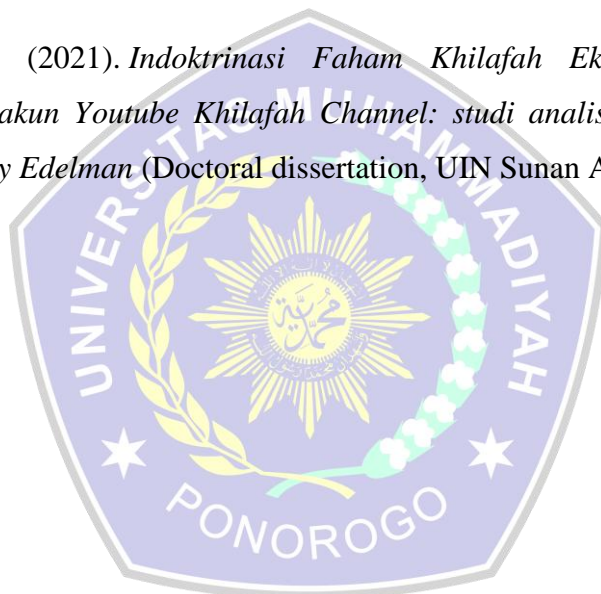 (2021). Indoktrinasi Faham Khilafah Ek
akun Youtube Khilafah Channel: studi analis
y Edelman (Doctoral dissertation, UIN Sunan A
UNIVERSITAS MUHAMMADIYAH
محمد
PONOROGO